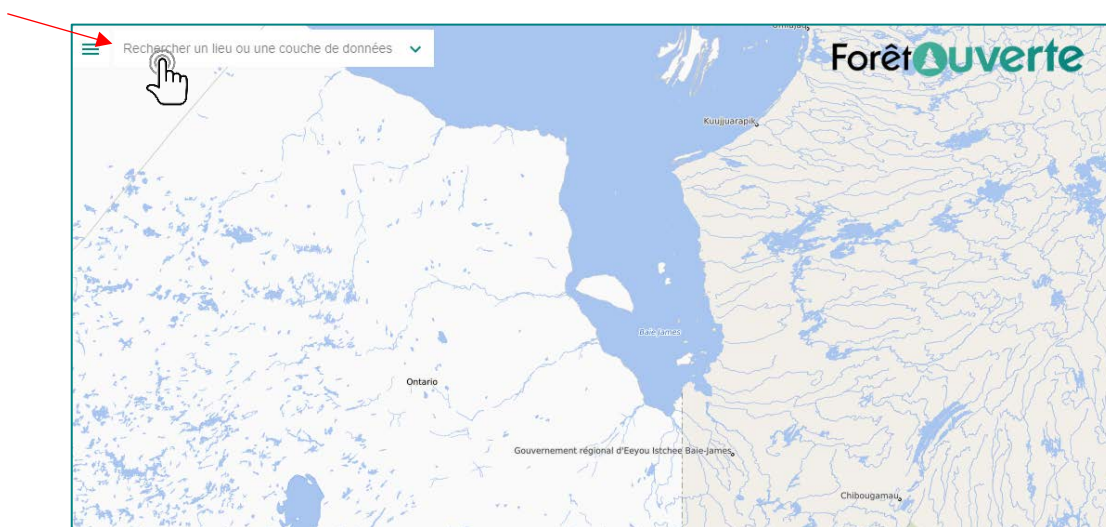 Rechercher un lieu ou une couche de données
ForêtOuverte
Kuujjuarapik
Baie James
Ontario
Gouvernement régional d'Eeyou Istchee Baie-James
Chibougamau